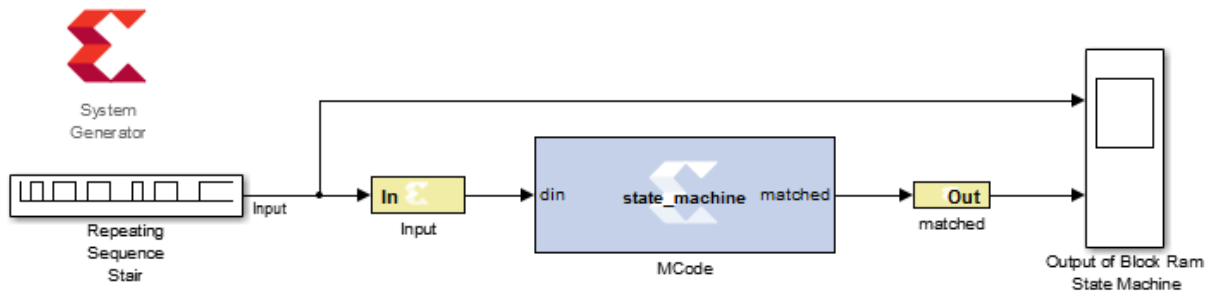 System
Generator
Repeating
Sequence
Stair
Input
In
Input
din
state_machine
matched
MCode
Out
matched
Output of Block Ram
State Machine